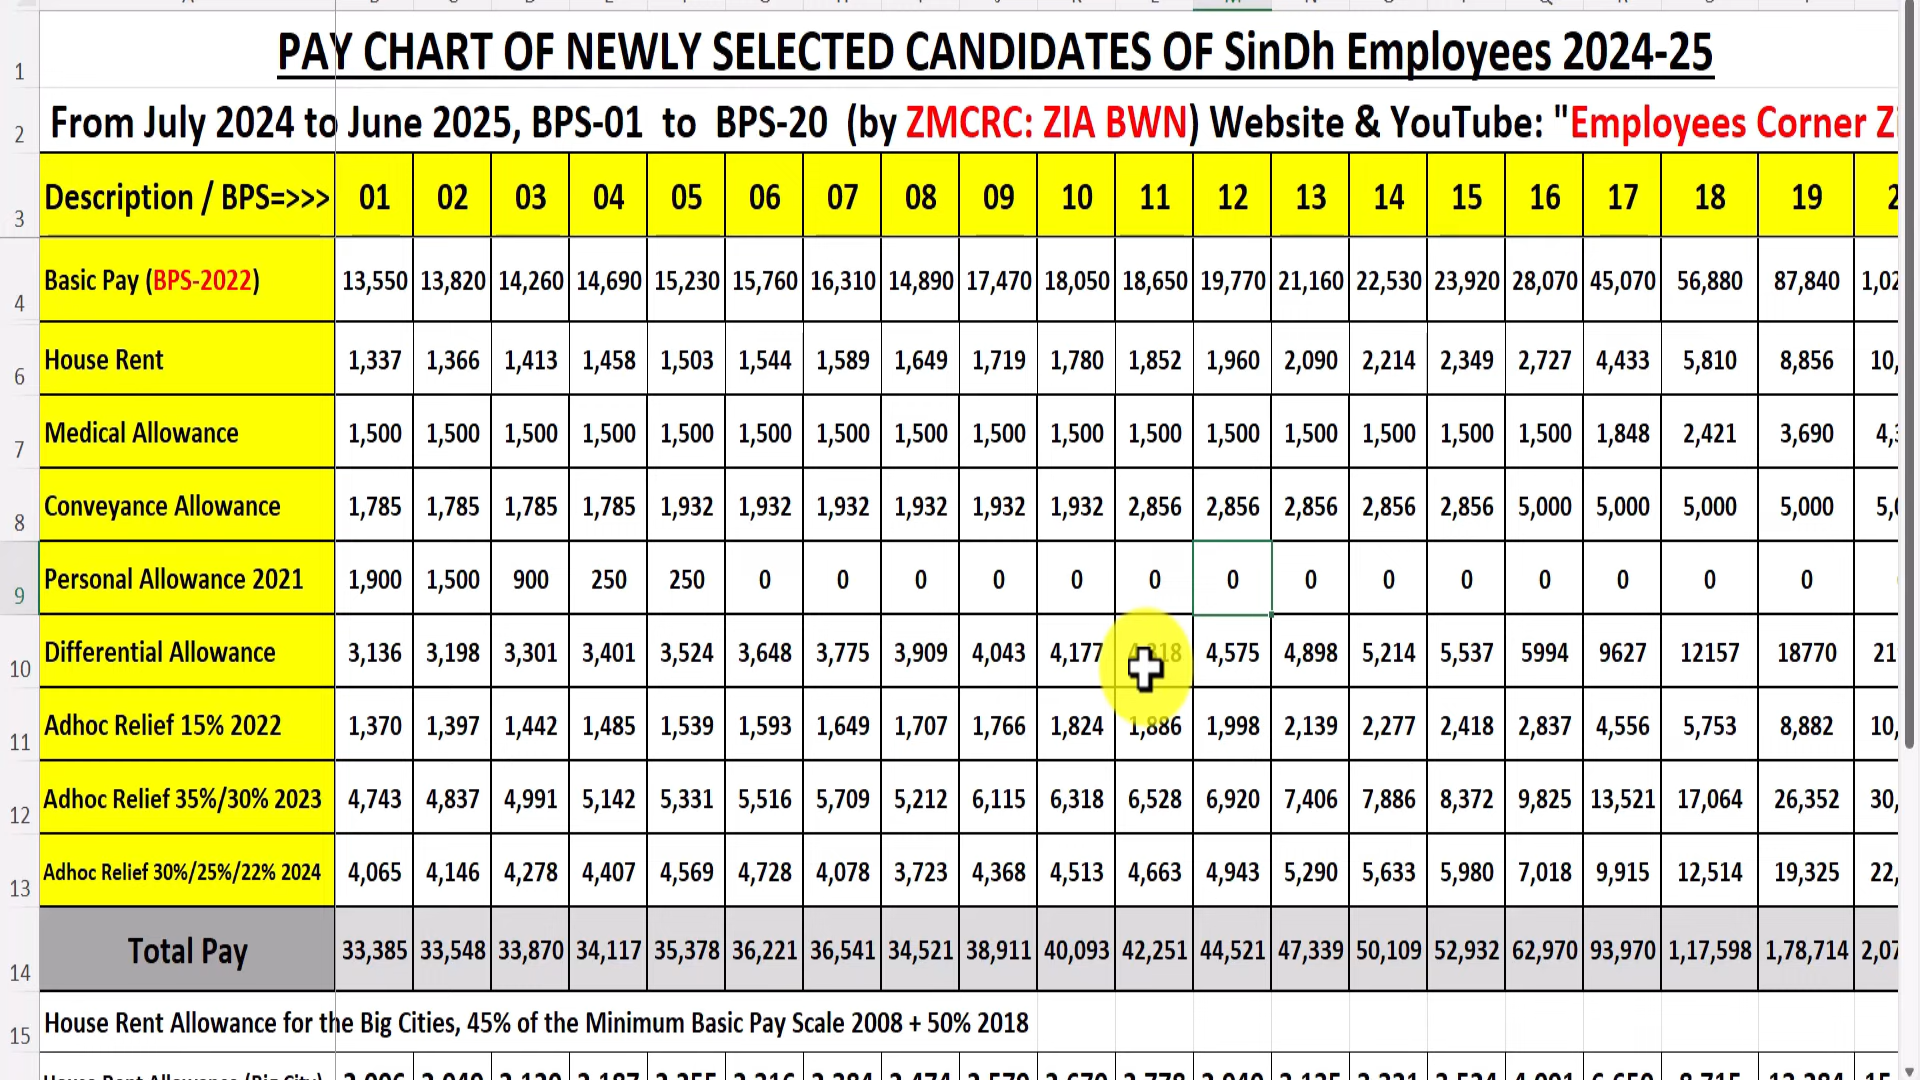 PAY CHART OF NEWLY SELECTED CANDIDATES OF SinDh Employees 2024-25
From July 2024 to June 2025, BPS-01 to BPS-20 (by ZMCRC: ZIA BWN) Website & YouTube: "Employees Corner Zi
Description / BPS=>>> 01 02 03 04 05 06 07 08 09 10 11 12 13 14 15 16 17 18 19 2
Basic Pay (BPS-2022) 13,550 13,820 14,260 14,690 15,230 15,760 16,310 14,890 17,470 18,050 18,650 19,770 21,160 22,530 23,920 28,070 45,070 56,880 87,840 1,02
House Rent 1,337 1,366 1,413 1,458 1,503 1,544 1,589 1,649 1,719 1,780 1,852 1,960 2,090 2,214 2,349 2,727 4,433 5,810 8,856 10,
Medical Allowance 1,500 1,500 1,500 1,500 1,500 1,500 1,500 1,500 1,500 1,500 1,500 1,500 1,500 1,500 1,500 1,500 1,848 2,421 3,690 4,3
Conveyance Allowance 1,785 1,785 1,785 1,785 1,932 1,932 1,932 1,932 1,932 1,932 2,856 2,856 2,856 2,856 2,856 5,000 5,000 5,000 5,000 5,0
Personal Allowance 2021 1,900 1,500 900 250 250 0 0 0 0 0 0 0 0 0 0 0 0 0 0
Differential Allowance 3,136 3,198 3,301 3,401 3,524 3,648 3,775 3,909 4,043 4,177 4,575 4,898 5,214 5,537 5994 9627 12157 18770 21
Adhoc Relief 15% 2022 1,370 1,397 1,442 1,485 1,539 1,593 1,649 1,707 1,766 1,824 1,886 1,998 2,139 2,277 2,418 2,837 4,556 5,753 8,882 10,
Adhoc Relief 35%/30% 2023 4,743 4,837 4,991 5,142 5,331 5,516 5,709 5,212 6,115 6,318 6,528 6,920 7,406 7,886 8,372 9,825 13,521 17,064 26,352 30,
Adhoc Relief 30%/25%/22% 2024 4,065 4,146 4,278 4,407 4,569 4,728 4,078 3,723 4,368 4,513 4,663 4,943 5,290 5,633 5,980 7,018 9,915 12,514 19,325 22,
Total Pay 33,385 33,548 33,870 34,117 35,378 36,221 36,541 34,521 38,911 40,093 42,251 44,521 47,339 50,109 52,932 62,970 93,970 1,17,598 1,78,714 2,07
House Rent Allowance for the Big Cities, 45% of the Minimum Basic Pay Scale 2008 + 50% 2018